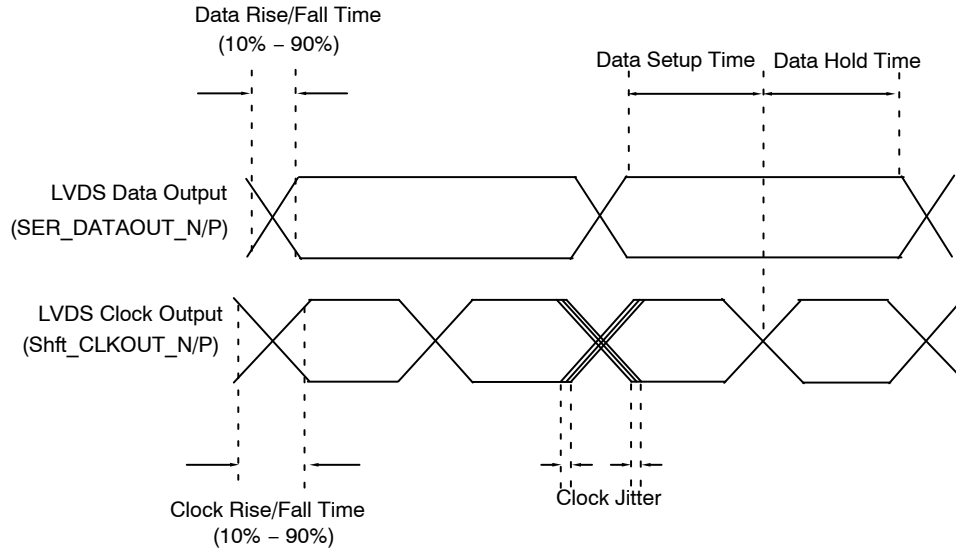 Data Rise/Fall Time
(10% – 90%)
Data Setup Time
Data Hold Time
LVDS Data Output
(SER_DATAOUT_N/P)
LVDS Clock Output
(Shft_CLKOUT_N/P)
Clock Rise/Fall Time
(10% – 90%)
Clock Jitter